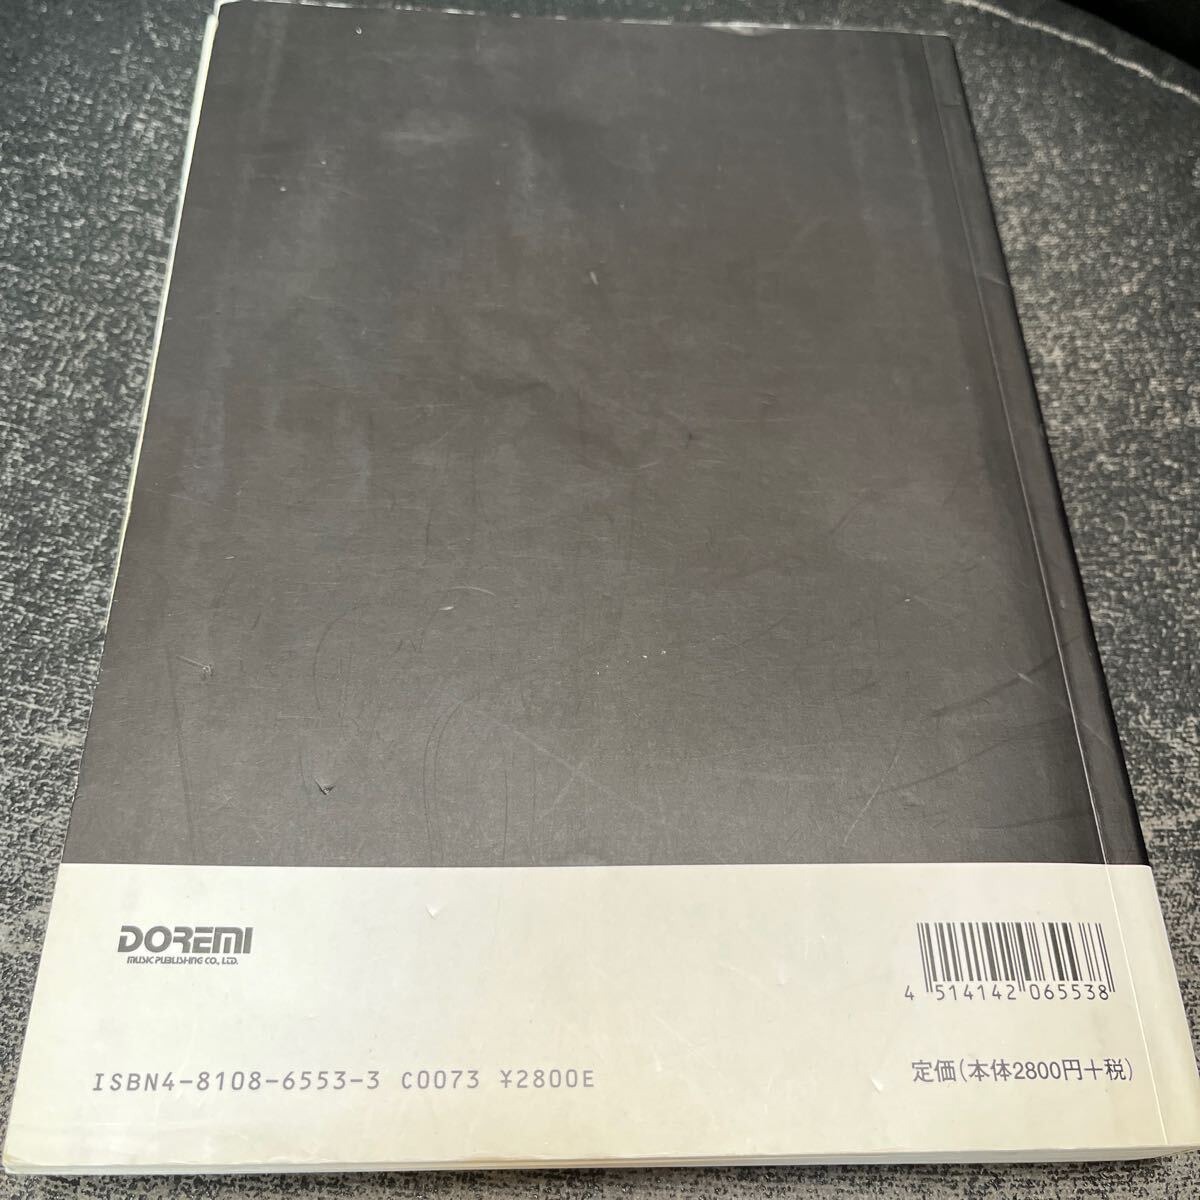 DOREMI
MUSIC PUBLISHING CO., LTD.
4 514142 065538
ISBN4-8108-6553-3 C0073 ¥2800E
定価(本体2800円+税)